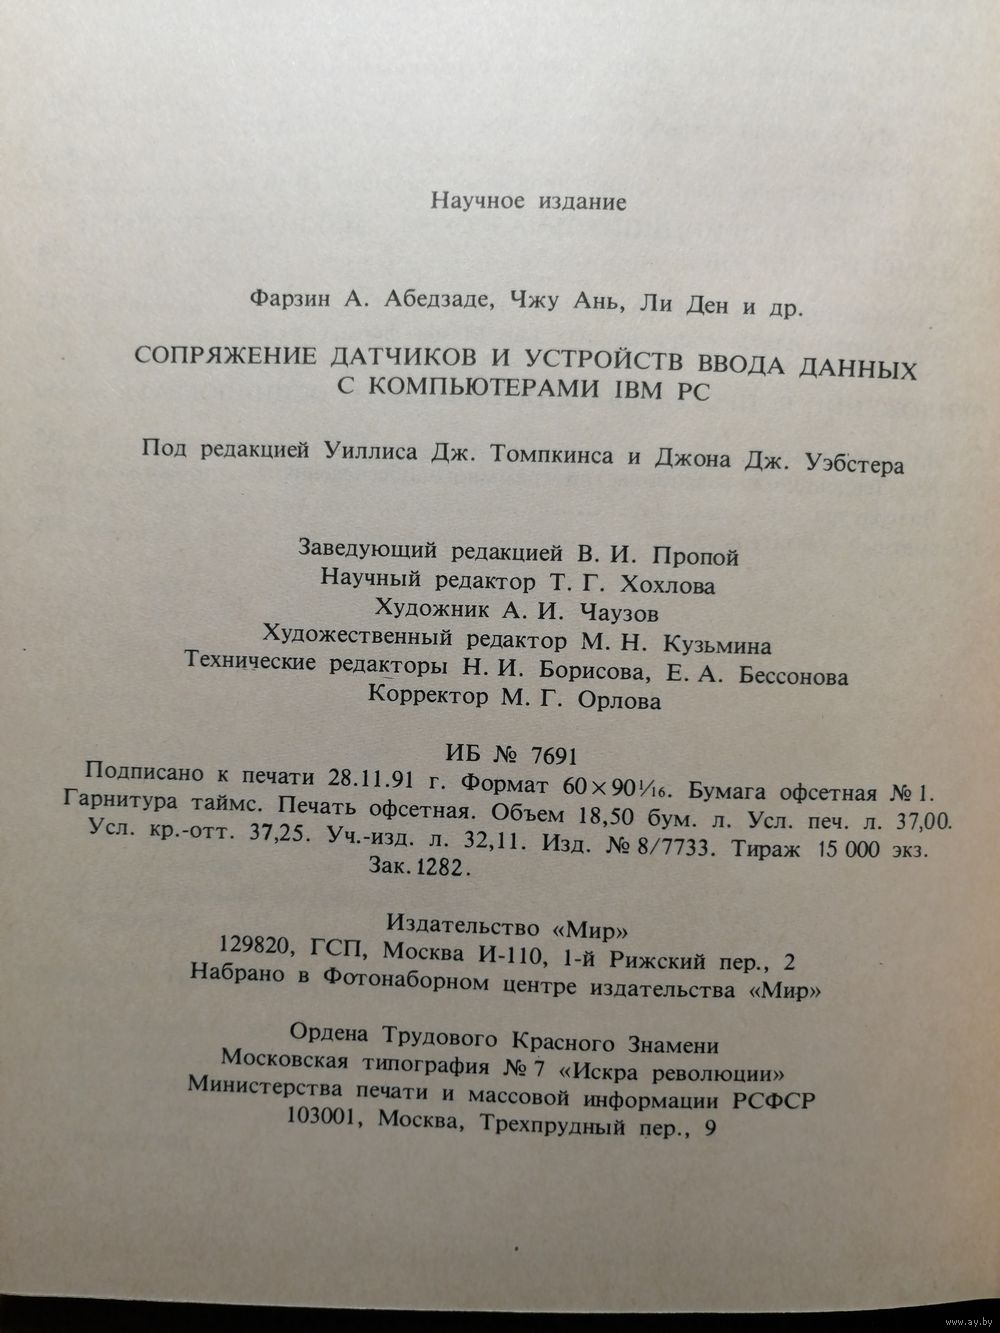 Научное издание
Фарзин А. Абедзаде, Чжу Ань, Ли Ден и др.
СОПРЯЖЕНИЕ ДАТЧИКОВ И УСТРОЙСТВ ВВОДА ДАННЫХ
С КОМПЬЮТЕРАМИ IBM PC
Под редакцией Уиллиса Дж. Томпкинса и Джона Дж. Уэбстера
Заведующий редакцией В. И. Пропой
Научный редактор Т. Г. Хохлова
Художник А. И. Чаузов
Художественный редактор М. Н. Кузьмина
Технические редакторы Н. И. Борисова, Е. А. Бессонова
Корректор М. Г. Орлова
ИБ № 7691
Подписано к печати 28.11.91 г. Формат 60×90 1/16. Бумага офсетная № 1.
Гарнитура таймс. Печать офсетная. Объем 18,50 бум. л. Усл. печ. л. 37,00.
Усл. кр.-отт. 37,25. Уч.-изд. л. 32,11. Изд. № 8/7733. Тираж 15 000 экз.
Зак. 1282.
Издательство «Мир»
129820, ГСП, Москва И-110, 1-й Рижский пер., 2
Набрано в Фотонаборном центре издательства «Мир»
Ордена Трудового Красного Знамени
Московская типография № 7 «Искра революции»
Министерства печати и массовой информации РСФСР
103001, Москва, Трехпрудный пер., 9
www.ay.by